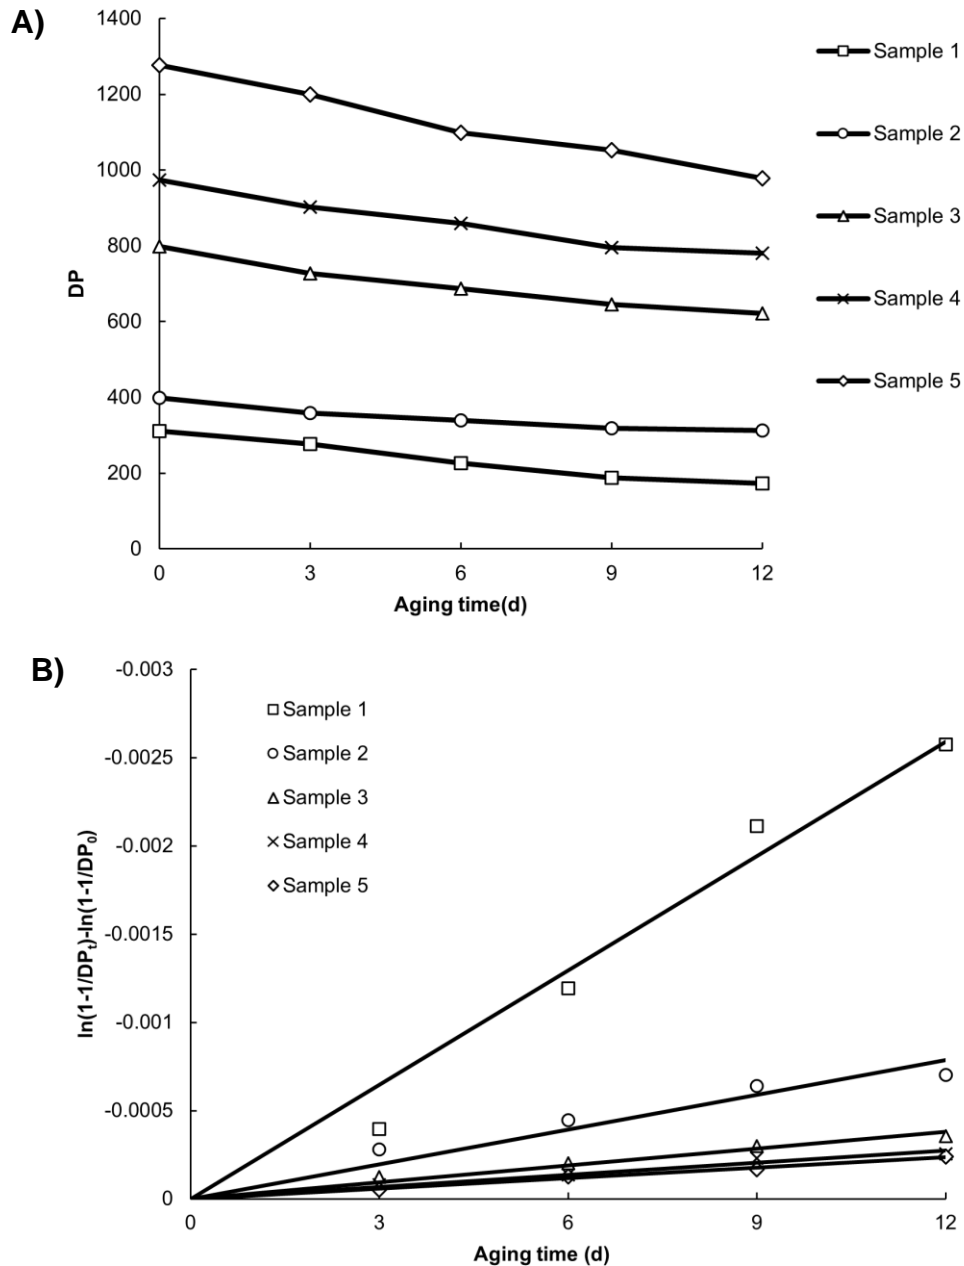 A)
1400
1200
1000
800
600
400
200
0
DP
0 3 6 9 12
Aging time(d)
Sample 1
Sample 2
Sample 3
Sample 4
Sample 5
B)
-0.003
-0.0025
-0.002
-0.0015
-0.001
-0.0005
0
ln(1-1/DPt)-ln(1-1/DP0)
Sample 1
Sample 2
Sample 3
Sample 4
Sample 5
0 3 6 9 12
Aging time (d)